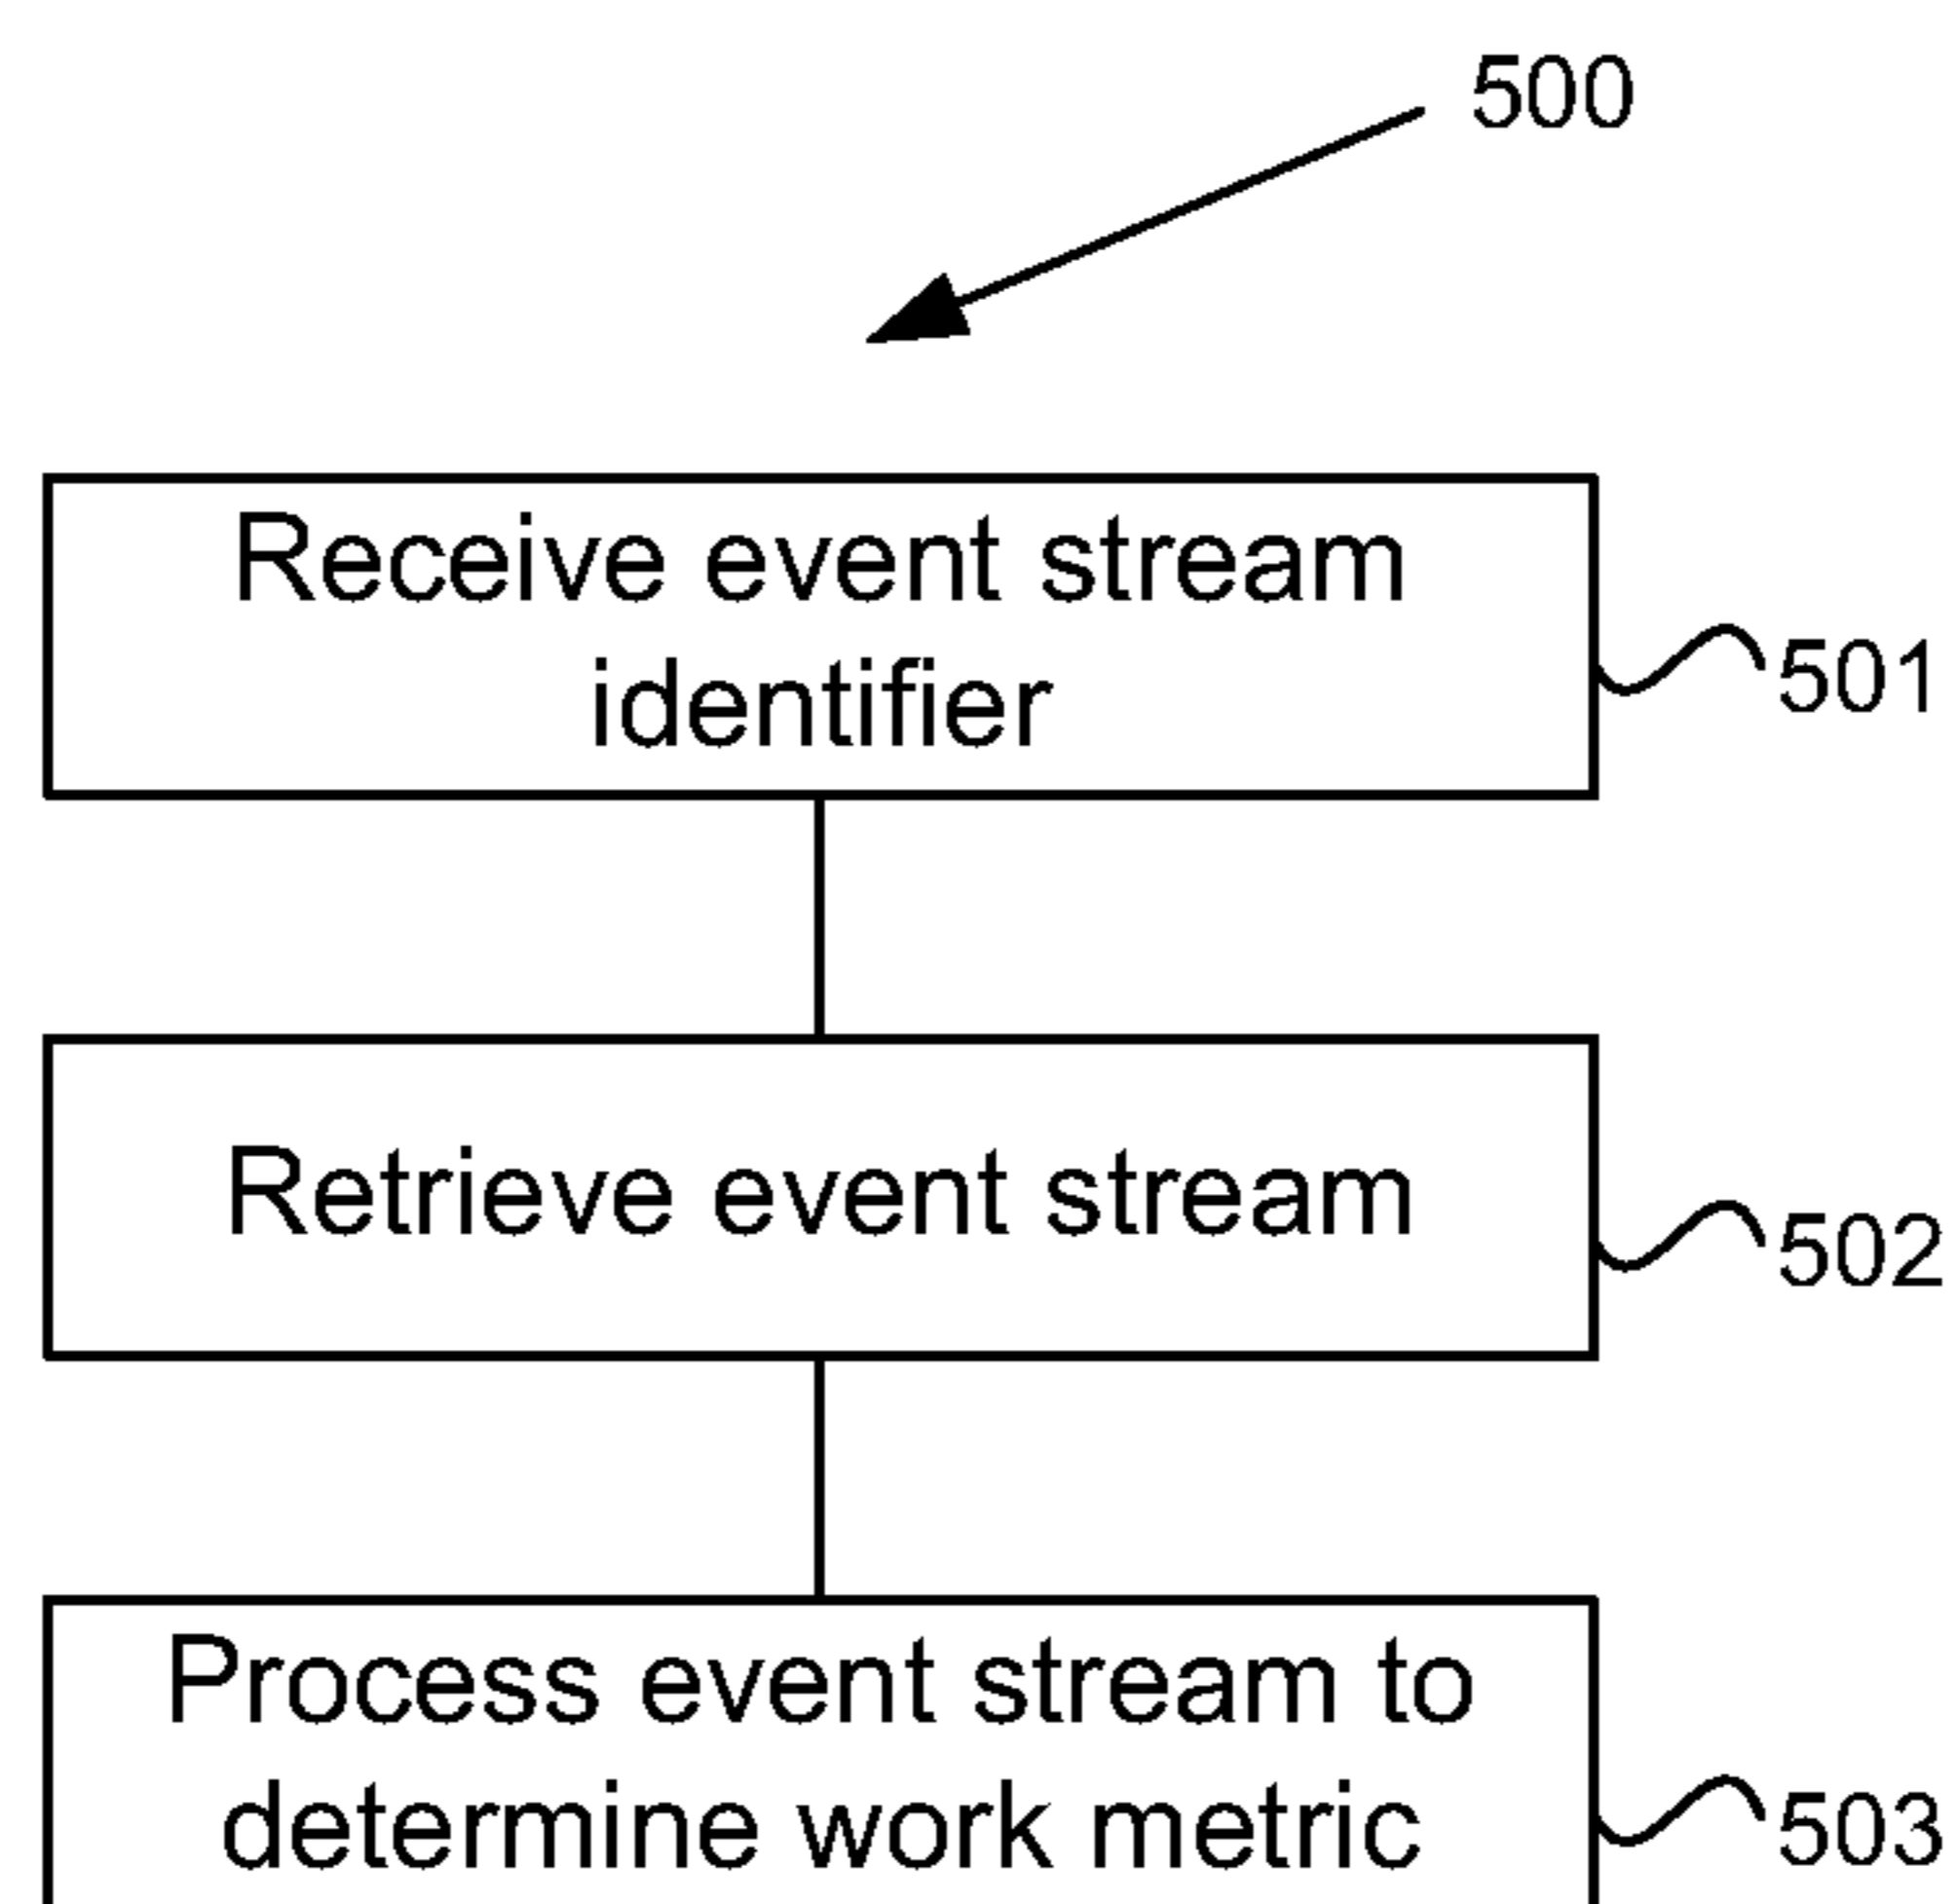 500
Receive event stream
identifier
501
Retrieve event stream
502
Process event stream to
determine work metric
503